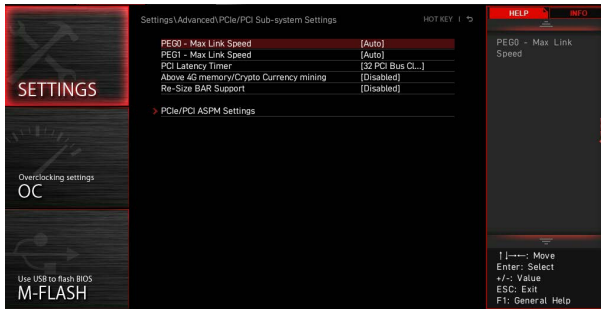 Settings\Advanced\PCIe/PCI Sub-system Settings
HOT KEY | ⮌
HELP
INFO
PEG0 - Max Link Speed [Auto]
PEG1 - Max Link Speed [Auto]
PCI Latency Timer [32 PCI Bus Cl...]
Above 4G memory/Crypto Currency mining [Disabled]
Re-Size BAR Support [Disabled]
> PCIe/PCI ASPM Settings
SETTINGS
Overclocking settings
OC
Use USB to flash BIOS
M-FLASH
PEG0 - Max Link
Speed
↑↓→←: Move
Enter: Select
+/-: Value
ESC: Exit
F1: General Help